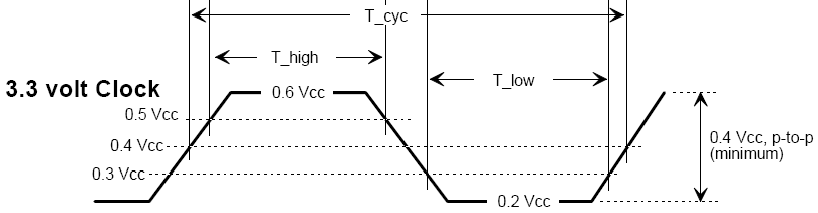 T_cyc
T_high
T_low
3.3 volt Clock
0.6 Vcc
0.5 Vcc
0.4 Vcc
0.3 Vcc
0.2 Vcc
0.4 Vcc, p-to-p
(minimum)